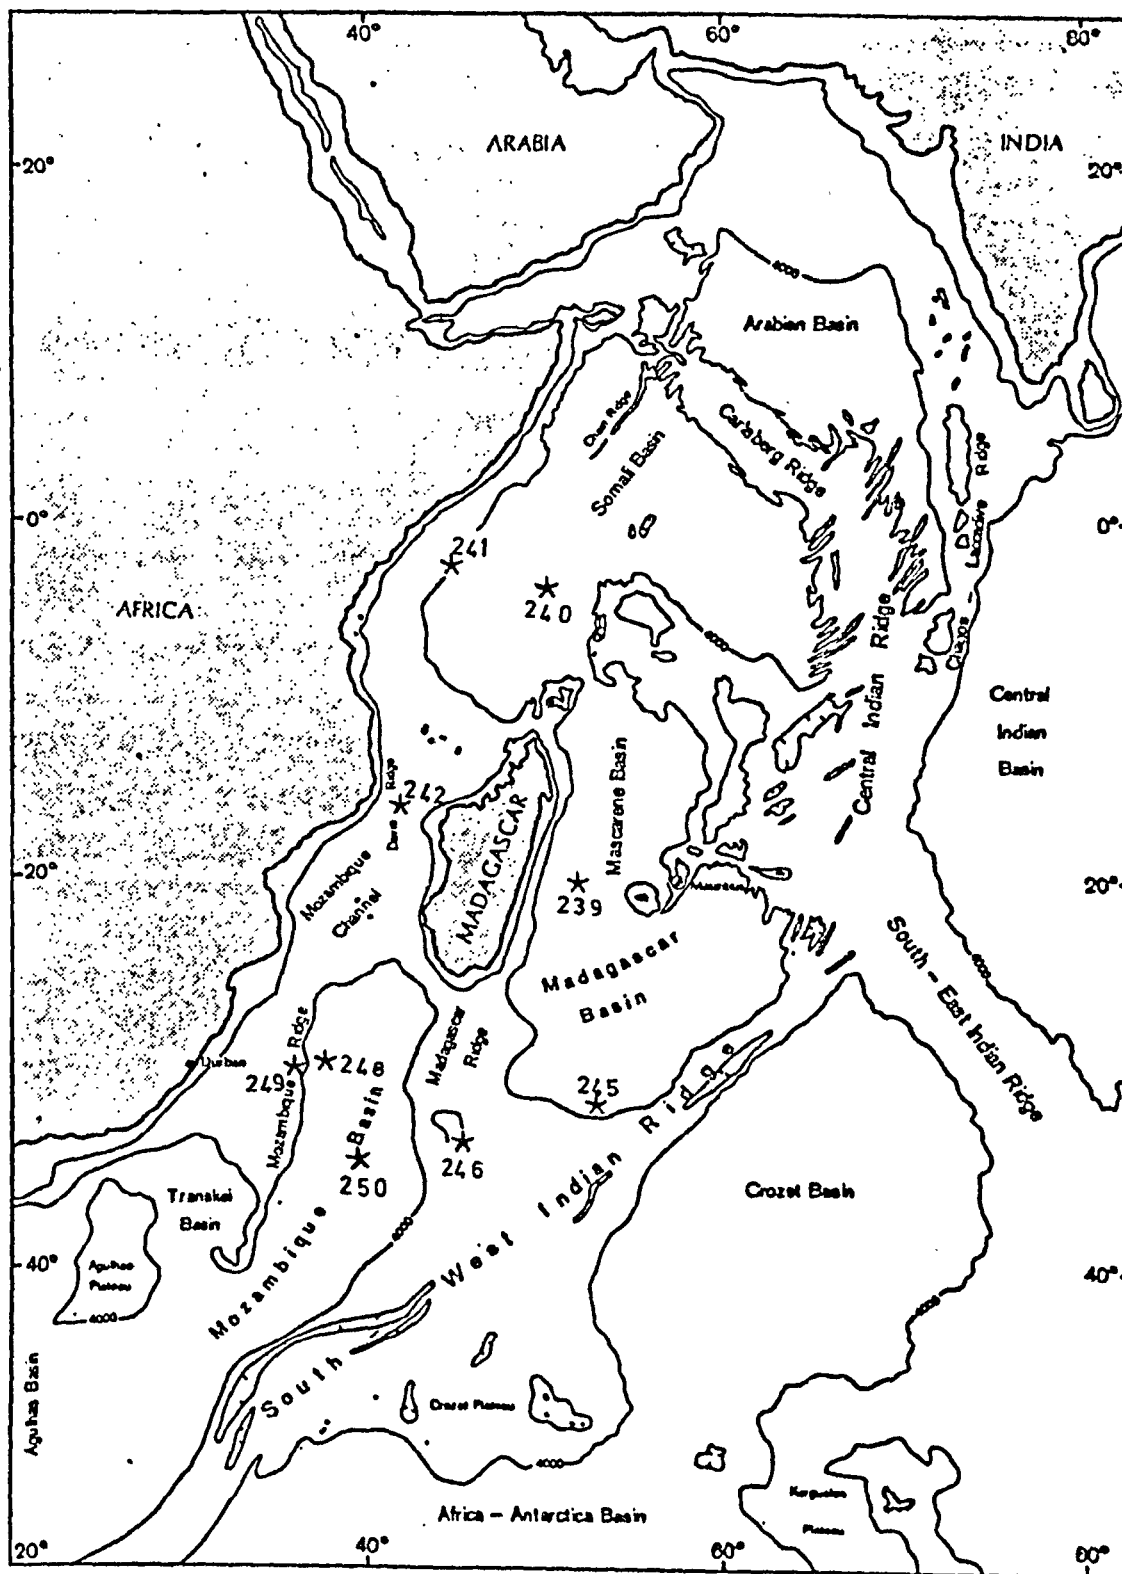 40°
60°
80°
ARABIA
INDIA
20°
20°
4000
Arabian Basin
Chain Ridge
Carlsberg Ridge
Somali Basin
Ridge
Laccadive
Chagos -
0°
0°
241
240
AFRICA
4000
Central Indian Ridge
Central
Indian
Basin
Mascarene Basin
Davie Ridge
242
MADAGASCAR
Mozambique
Channel
20°
20°
239
Mauritius
Madagascar
Basin
South - East Indian Ridge
4000
Durban
249
248
Mozambique Ridge
Madagascar
Ridge
245
246
250
Mozambique Basin
4000
South West Indian Ridge
Crozet Basin
Transkei
Basin
Agulhas
Plateau
4000
40°
40°
4000
Agulhas Basin
Crozet Plateau
4000
Kerguelen
Plateau
Africa - Antarctica Basin
20°
40°
60°
80°